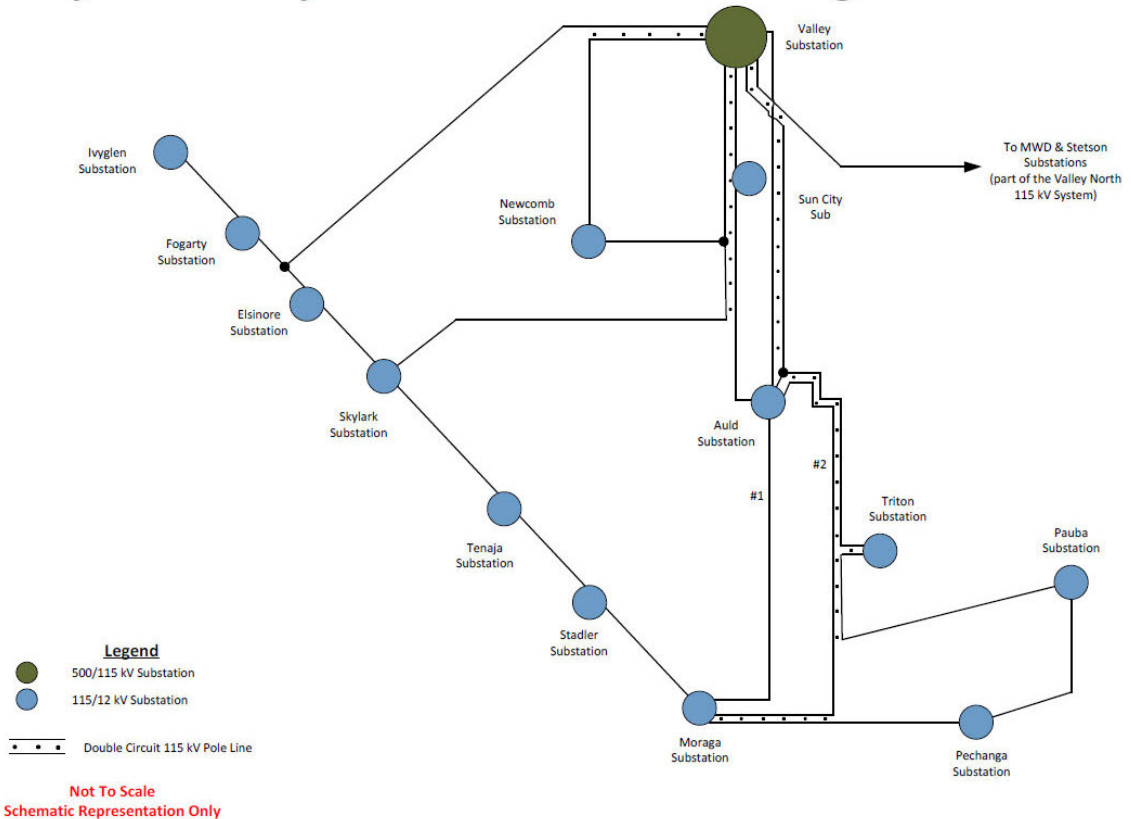 Valley
Substation
Ivyglen
Substation
To MWD & Stetson
Substations
(part of the Valley North
115 kV System)
Newcomb
Substation
Sun City
Sub
Fogarty
Substation
Elsinore
Substation
Skylark
Substation
Auld
Substation
#2
#1
Triton
Substation
Pauba
Substation
Tenaja
Substation
Stadler
Substation
Moraga
Substation
Pechanga
Substation
Legend
500/115 kV Substation
115/12 kV Substation
Double Circuit 115 kV Pole Line
Not To Scale
Schematic Representation Only